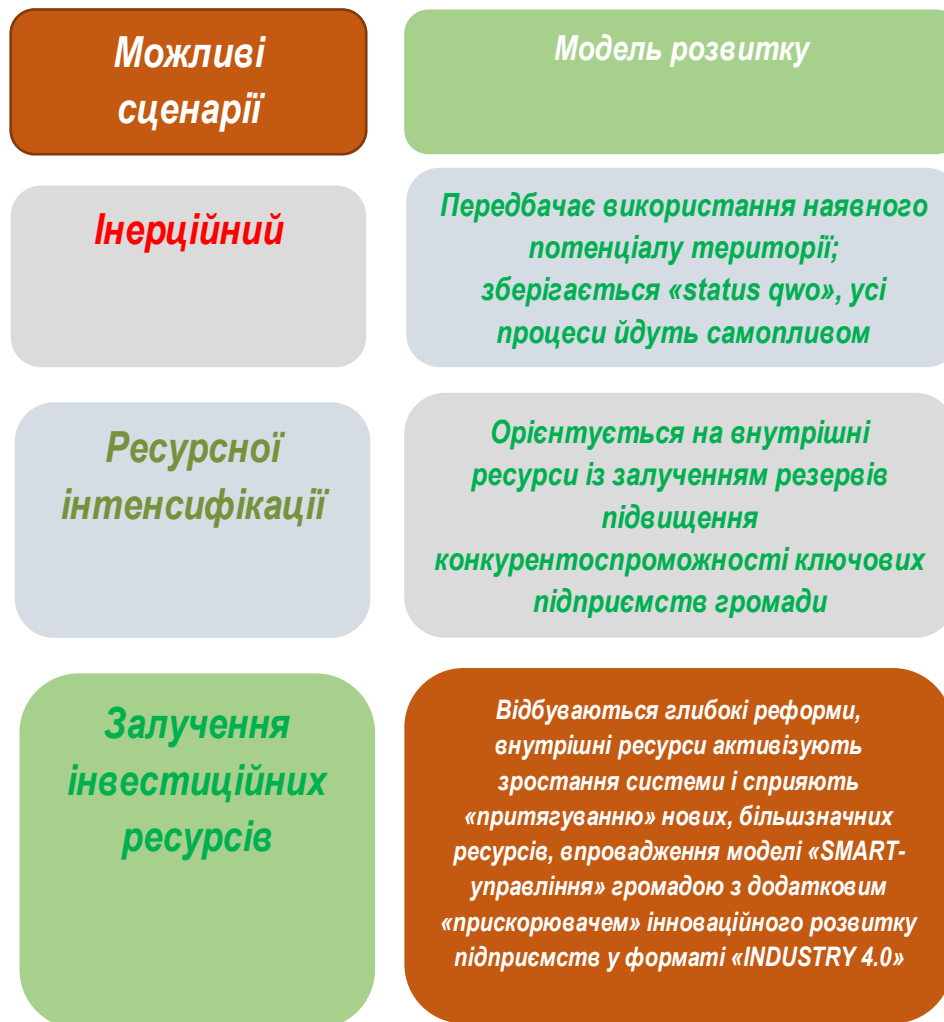 Можливі
сценарії
Модель розвитку
Інерційний
Передбачає використання наявного
потенціалу території;
зберігається «status qwo», усі
процеси йдуть самопливом
Ресурсної
інтенсифікації
Орієнтується на внутрішні
ресурси із залученням резервів
підвищення
конкурентоспроможності ключових
підприємств громади
Залучення
інвестиційних
ресурсів
Відбуваються глибокі реформи,
внутрішні ресурси активізують
зростання системи і сприяють
«притягуванню» нових, більшзначних
ресурсів, впровадження моделі «SMART-
управління» громадою з додатковим
«прискорювачем» інноваційного розвитку
підприємств у форматі «INDUSTRY 4.0»